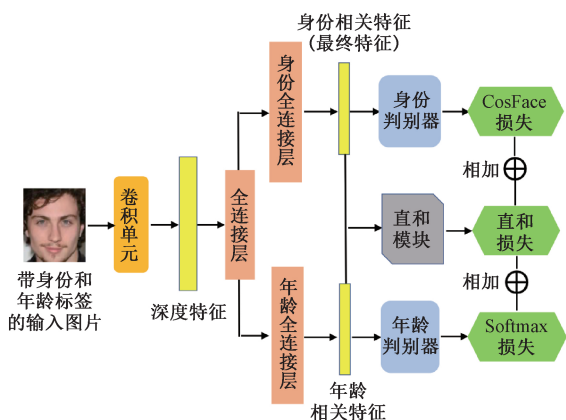 身份相关特征
(最终特征)
身份全连接层
身份
判别器
CosFace
损失
相加
卷积单元
全连接层
直和
模块
直和
损失
带身份和
年龄标签
的输入图片
深度特征
相加
年龄全连接层
年龄
判别器
Softmax
损失
年龄
相关特征